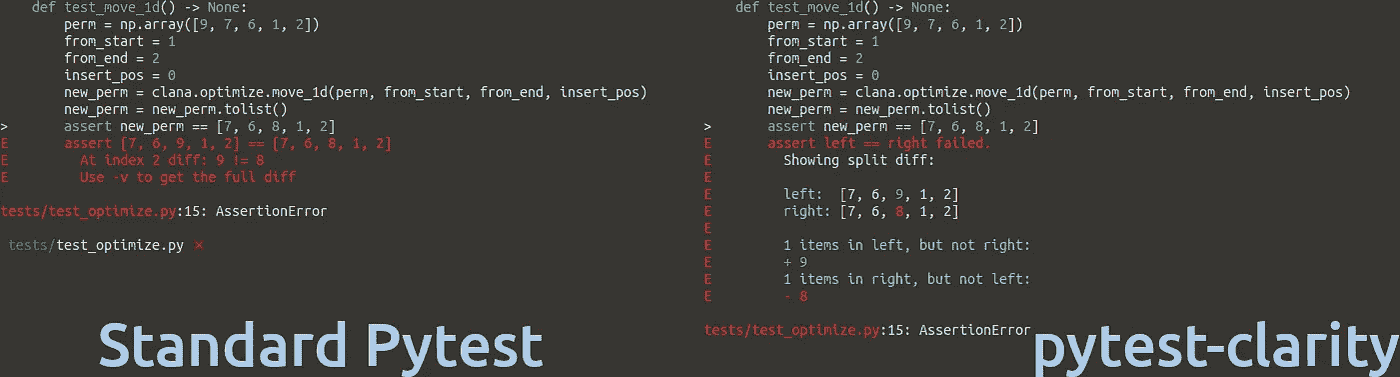 def test_move_1d() -> None:
perm = np.array([9, 7, 6, 1, 2])
from_start = 1
from_end = 2
insert_pos = 0
new_perm = clana.optimize.move_1d(perm, from_start, from_end, insert_pos)
new_perm = new_perm.tolist()
> assert new_perm == [7, 6, 8, 1, 2]
E assert [7, 6, 9, 1, 2] == [7, 6, 8, 1, 2]
E At index 2 diff: 9 != 8
E Use -v to get the full diff
tests/test_optimize.py:15: AssertionError
tests/test_optimize.py ×
Standard Pytest
def test_move_1d() -> None:
perm = np.array([9, 7, 6, 1, 2])
from_start = 1
from_end = 2
insert_pos = 0
new_perm = clana.optimize.move_1d(perm, from_start, from_end, insert_pos)
new_perm = new_perm.tolist()
> assert new_perm == [7, 6, 8, 1, 2]
E assert left == right failed.
E Showing split diff:
E
E left: [7, 6, 9, 1, 2]
E right: [7, 6, 8, 1, 2]
E
E 1 items in left, but not right:
E + 9
E 1 items in right, but not left:
E - 8
tests/test_optimize.py:15: AssertionError
pytest-clarity